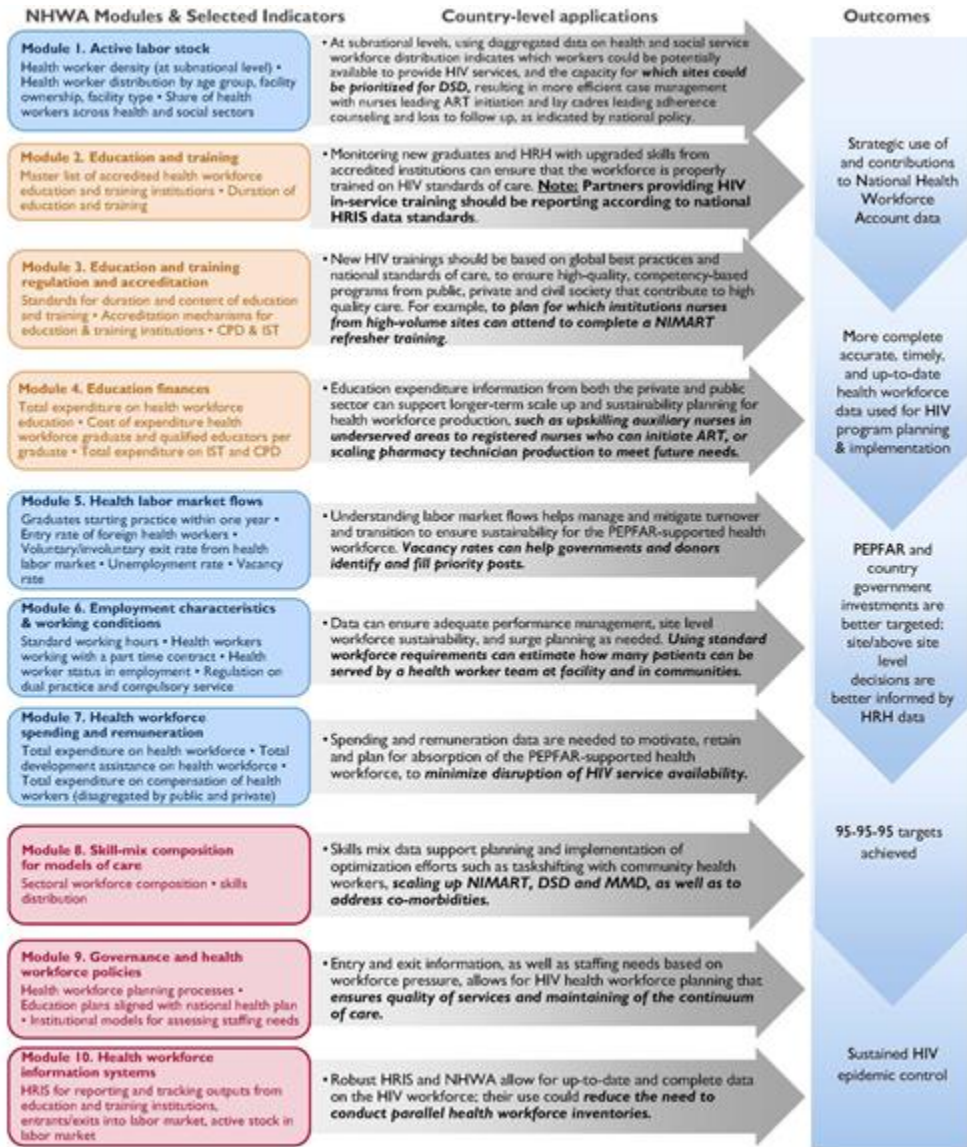 NHWA Modules & Selected Indicators
Country-level applications
Outcomes
Module 1. Active labor stock
Health worker density (at subnational level) •
Health worker distribution by age group, facility
ownership, facility type • Share of health
workers across health and social sectors
• At subnational levels, using disaggregated data on health and social service
workforce distribution indicates which workers could be potentially
available to provide HIV services, and the capacity for which sites could
be prioritized for DSD, resulting in more efficient case management
with nurses leading ART initiation and lay cadres leading adherence
counseling and loss to follow up, as indicated by national policy.
Module 2. Education and training
Master list of accredited health workforce
education and training institutions • Duration of
education and training
• Monitoring new graduates and HRH with upgraded skills from
accredited institutions can ensure that the workforce is properly
trained on HIV standards of care. Note: Partners providing HIV
in-service training should be reporting according to national
HRIS data standards.
Module 3. Education and training
regulation and accreditation
Standards for duration and content of education
and training • Accreditation mechanisms for
education & training institutions • CPD & IST
• New HIV trainings should be based on global best practices and
national standards of care, to ensure high-quality, competency-based
programs from public, private and civil society that contribute to high
quality care. For example, to plan for which institutions nurses
from high-volume sites can attend to complete a NIMART
refresher training.
Module 4. Education finances
Total expenditure on health workforce
education • Cost of expenditure health
workforce graduate and qualified educators per
graduate • Total expenditure on IST and CPD
• Education expenditure information from both the private and public
sector can support longer-term scale up and sustainability planning for
health workforce production, such as upskilling auxiliary nurses in
underserved areas to registered nurses who can initiate ART, or
scaling pharmacy technician production to meet future needs.
Module 5. Health labor market flows
Graduates starting practice within one year •
Entry rate of foreign health workers •
Voluntary/involuntary exit rate from health
labor market • Unemployment rate • Vacancy
rate
• Understanding labor market flows helps manage and mitigate turnover
and transition to ensure sustainability for the PEPFAR-supported health
workforce. Vacancy rates can help governments and donors
identify and fill priority posts.
Module 6. Employment characteristics
& working conditions
Standard working hours • Health workers
working with a part time contract • Health
worker status in employment • Regulation on
dual practice and compulsory service
• Data can ensure adequate performance management, site level
workforce sustainability, and surge planning as needed. Using standard
workforce requirements can estimate how many patients can be
served by a health worker team at facility and in communities.
Module 7. Health workforce
spending and remuneration
Total expenditure on health workforce • Total
development assistance on health workforce •
Total expenditure on compensation of health
workers (disagregated by public and private)
• Spending and remuneration data are needed to motivate, retain
and plan for absorption of the PEPFAR-supported health
workforce, to minimize disruption of HIV service availability.
Module 8. Skill-mix composition
for models of care
Sectoral workforce composition • skills
distribution
• Skills mix data support planning and implementation of
optimization efforts such as taskshifting with community health
workers, scaling up NIMART, DSD and MMD, as well as to
address co-morbidities.
Module 9. Governance and health
workforce policies
Health workforce planning processes •
Education plans aligned with national health plan
• Institutional models for assessing staffing needs
• Entry and exit information, as well as staffing needs based on
workforce pressure, allows for HIV health workforce planning that
ensures quality of services and maintaining of the continuum
of care.
Module 10. Health workforce
information systems
HRIS for reporting and tracking outputs from
education and training institutions,
entrants/exits into labor market, active stock in
labor market
• Robust HRIS and NHWA allow for up-to-date and complete data
on the HIV workforce; their use could reduce the need to
conduct parallel health workforce inventories.
Strategic use of
and contributions
to National Health
Workforce
Account data
More complete
accurate, timely,
and up-to-date
health workforce
data used for HIV
program planning
& implementation
PEPFAR and
country
government
investments are
better targeted;
site/above site
level
decisions are
better informed by
HRH data
95-95-95 targets
achieved
Sustained HIV
epidemic control